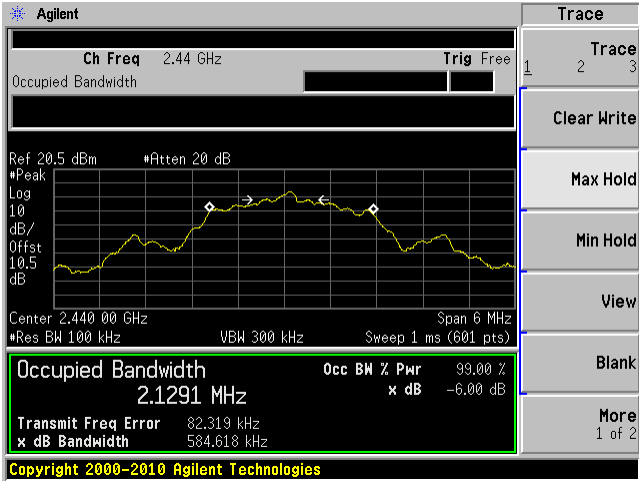 Agilent
Trace
Ch Freq 2.44 GHz Trig Free
Occupied Bandwidth
Trace
1 2 3
Clear Write
Max Hold
Min Hold
View
Blank
More
1 of 2
Ref 20.5 dBm #Atten 20 dB
#Peak
Log
10
dB/
Offst
10.5
dB
Center 2.440 00 GHz Span 6 MHz
#Res BW 100 kHz VBW 300 kHz Sweep 1 ms (601 pts)
Occupied Bandwidth Occ BW % Pwr 99.00 %
2.1291 MHz x dB -6.00 dB
Transmit Freq Error 82.319 kHz
x dB Bandwidth 584.618 kHz
Copyright 2000-2010 Agilent Technologies